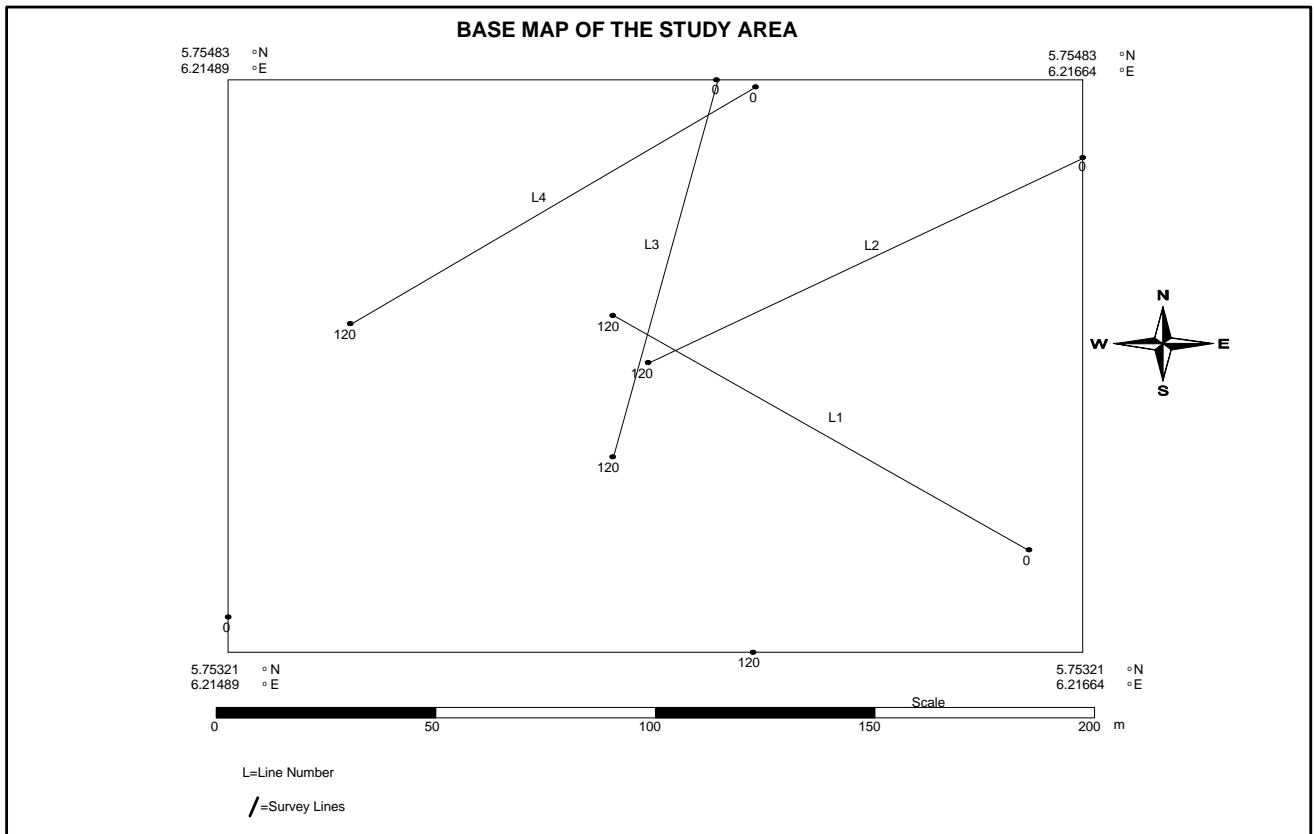 BASE MAP OF THE STUDY AREA
5.75483 °N
6.21489 °E
5.75483 °N
6.21664 °E
0
0
0
L4
L3
L2
N
W E
S
120
120
120
L1
120
0
0
120
5.75321 °N
6.21489 °E
5.75321 °N
6.21664 °E
Scale
0 50 100 150 200 m
L=Line Number
/=Survey Lines